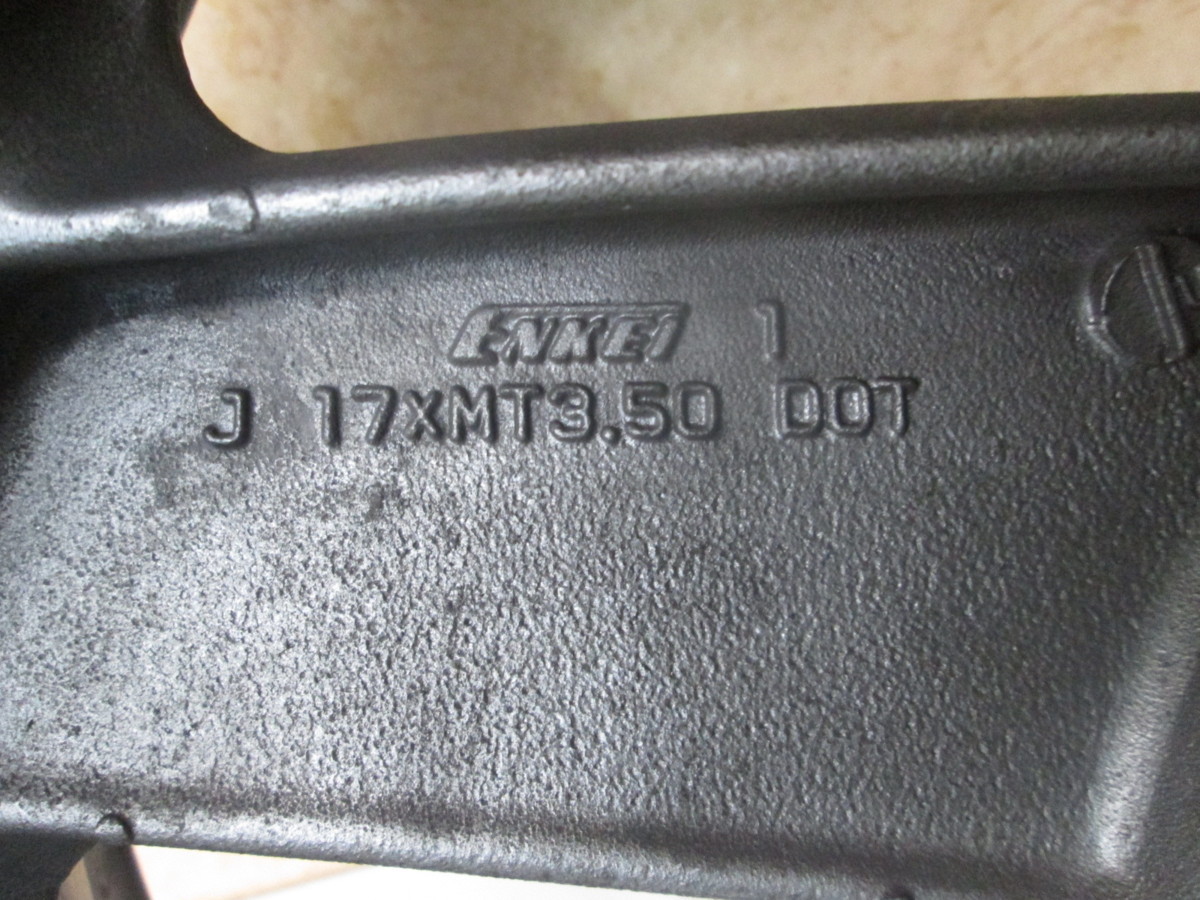 ENKEI 1
J 17XMT3.50 DOT